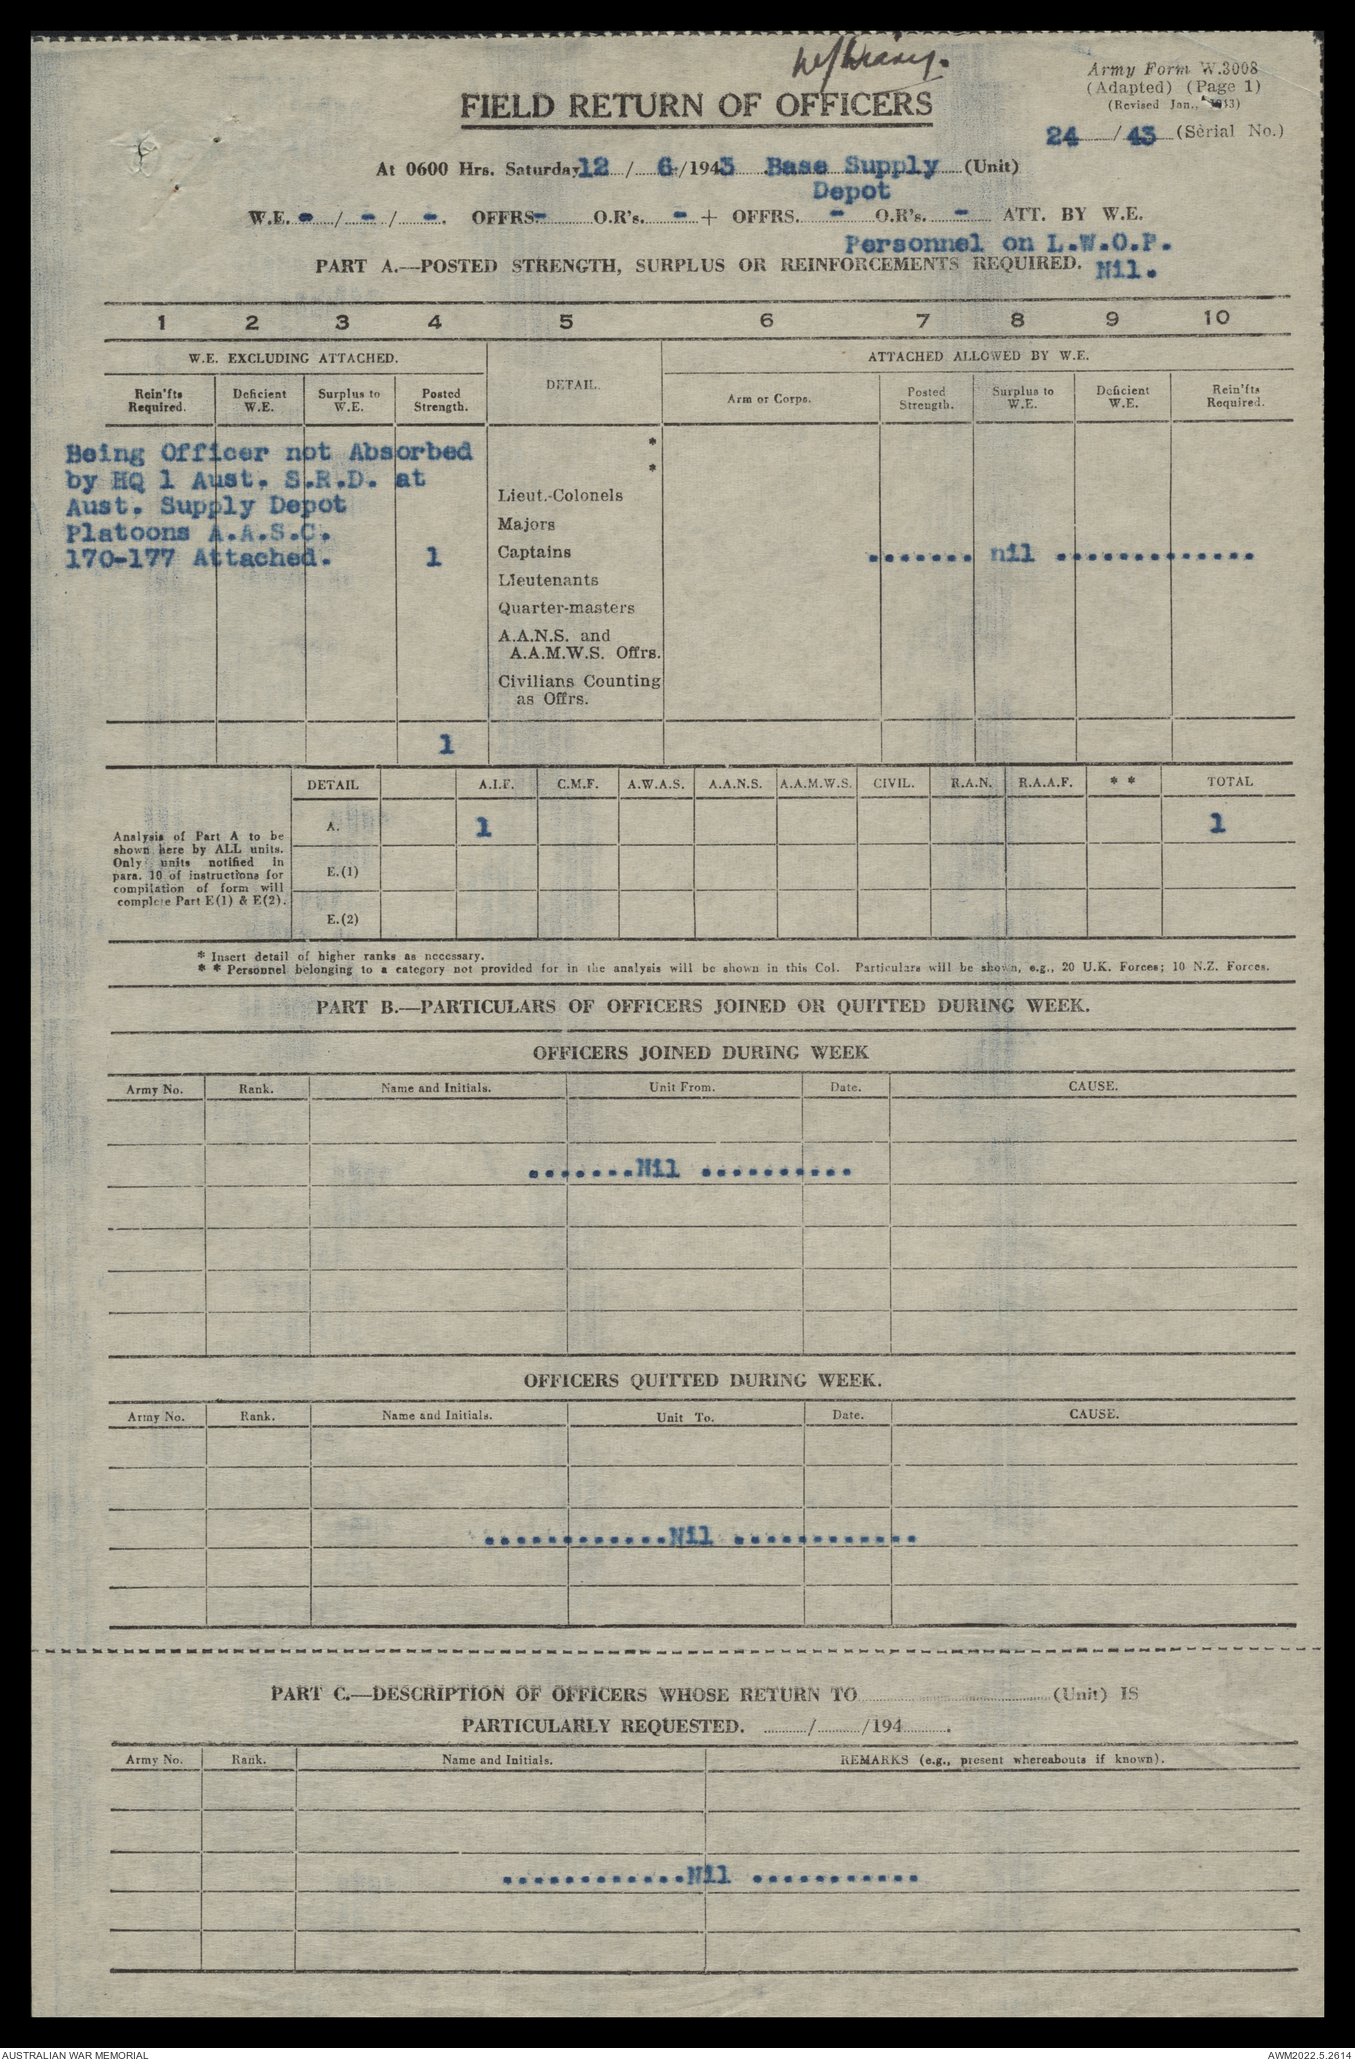 W/Diary.
Army Form W.3008
(Adapted) (Page 1)
(Revised Jan., 1943)
FIELD RETURN OF OFFICERS
24 / 43 (Serial No.)
At 0600 Hrs. Saturday 12 / 6 /1943 Base Supply (Unit)
Depot
W.E. - / - / -. OFFRS - O.R's. - + OFFRS. - O.R's. - ATT. BY W.E.
Personnel on L.W.O.P.
PART A.—POSTED STRENGTH, SURPLUS OR REINFORCEMENTS REQUIRED. Nil.
1 2 3 4 5 6 7 8 9 10
W.E. EXCLUDING ATTACHED. DETAIL. ATTACHED ALLOWED BY W.E.
Rein'fts Required. Deficient W.E. Surplus to W.E. Posted Strength. Arm or Corps. Posted Strength. Surplus to W.E. Deficient W.E. Rein'fts Required.
Being Officer not Absorbed *
by HQ 1 Aust. S.R.D. at *
Aust. Supply Depot Lieut.-Colonels
Platoons A.A.S.C. Majors
170-177 Attached. 1 Captains ....... nil .............
Lieutenants
Quarter-masters
A.A.N.S. and
A.A.M.W.S. Offrs.
Civilians Counting
as Offrs.
1
DETAIL A.I.F. C.M.F. A.W.A.S. A.A.N.S. A.A.M.W.S. CIVIL. R.A.N. R.A.A.F. * * TOTAL
Analysis of Part A to be
shown here by ALL units.
Only units notified in
para. 10 of instructions for
compilation of form will
complete Part E(1) & E(2).
A. 1 1
E.(1)
E.(2)
* Insert detail of higher ranks as necessary.
* * Personnel belonging to a category not provided for in the analysis will be shown in this Col. Particulars will be shown, e.g., 20 U.K. Forces; 10 N.Z. Forces.
PART B.—PARTICULARS OF OFFICERS JOINED OR QUITTED DURING WEEK.
OFFICERS JOINED DURING WEEK
Army No. Rank. Name and Initials. Unit From. Date. CAUSE.
.......Nil ..........
OFFICERS QUITTED DURING WEEK.
Army No. Rank. Name and Initials. Unit To. Date. CAUSE.
............Nil ............
PART C.—DESCRIPTION OF OFFICERS WHOSE RETURN TO ............ (Unit) IS
PARTICULARLY REQUESTED. ......../......../194........
Army No. Rank. Name and Initials. REMARKS (e.g., present whereabouts if known).
............Nil ...........
AUSTRALIAN WAR MEMORIAL AWM2022.5.2614